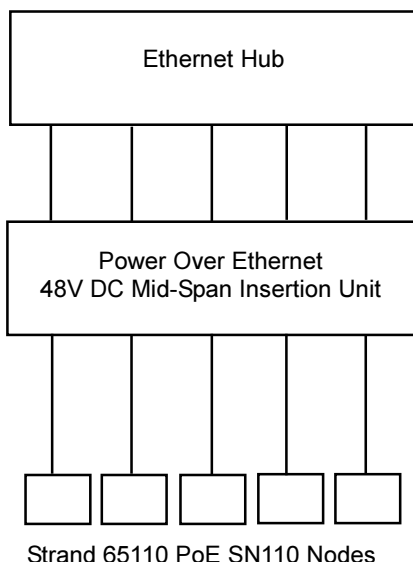 Ethernet Hub
Power Over Ethernet
48V DC Mid-Span Insertion Unit
Strand 65110 PoE SN110 Nodes